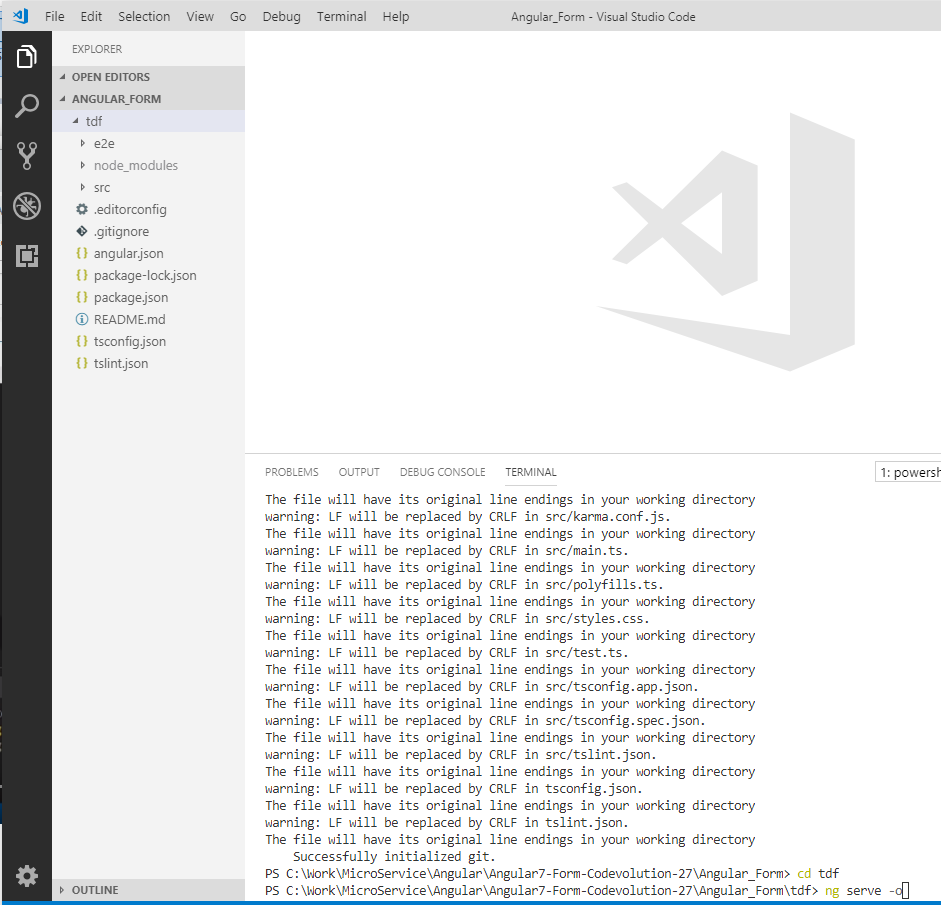 File Edit Selection View Go Debug Terminal Help Angular_Form - Visual Studio Code
EXPLORER
OPEN EDITORS
ANGULAR_FORM
tdf
e2e
node_modules
src
.editorconfig
.gitignore
angular.json
package-lock.json
package.json
README.md
tsconfig.json
tslint.json
OUTLINE
PROBLEMS OUTPUT DEBUG CONSOLE TERMINAL 1: powersh
The file will have its original line endings in your working directory
warning: LF will be replaced by CRLF in src/karma.conf.js.
The file will have its original line endings in your working directory
warning: LF will be replaced by CRLF in src/main.ts.
The file will have its original line endings in your working directory
warning: LF will be replaced by CRLF in src/polyfills.ts.
The file will have its original line endings in your working directory
warning: LF will be replaced by CRLF in src/styles.css.
The file will have its original line endings in your working directory
warning: LF will be replaced by CRLF in src/test.ts.
The file will have its original line endings in your working directory
warning: LF will be replaced by CRLF in src/tsconfig.app.json.
The file will have its original line endings in your working directory
warning: LF will be replaced by CRLF in src/tsconfig.spec.json.
The file will have its original line endings in your working directory
warning: LF will be replaced by CRLF in src/tslint.json.
The file will have its original line endings in your working directory
warning: LF will be replaced by CRLF in tsconfig.json.
The file will have its original line endings in your working directory
warning: LF will be replaced by CRLF in tslint.json.
The file will have its original line endings in your working directory
Successfully initialized git.
PS C:\Work\MicroService\Angular\Angular7-Form-Codevolution-27\Angular_Form> cd tdf
PS C:\Work\MicroService\Angular\Angular7-Form-Codevolution-27\Angular_Form\tdf> ng serve -o